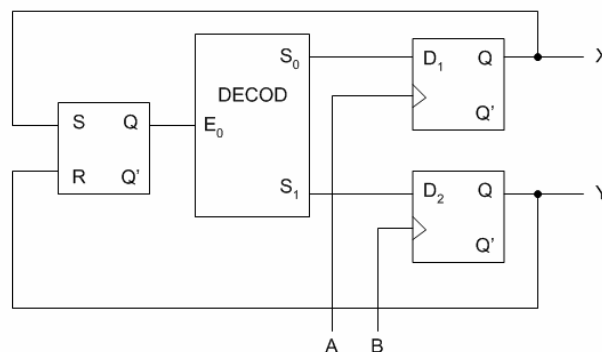 S₀ D₁ Q X
DECOD
S Q E₀ Q'
R Q' S₁ D₂ Q Y
Q'
A B